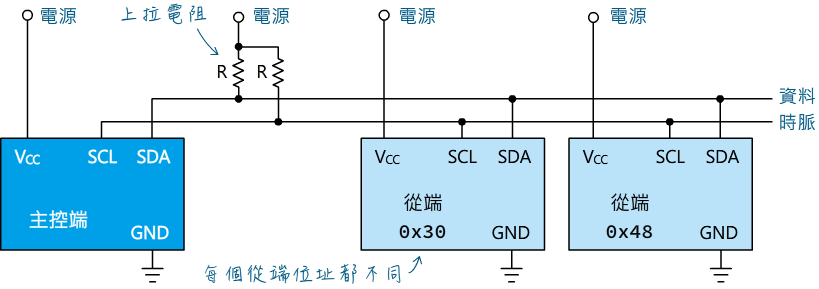 電源
上拉電阻
電源
電源
電源
R
R
資料
時脈
Vcc SCL SDA
主控端
GND
Vcc SCL SDA
從端
0x30
GND
Vcc SCL SDA
從端
0x48
GND
每個從端位址都不同